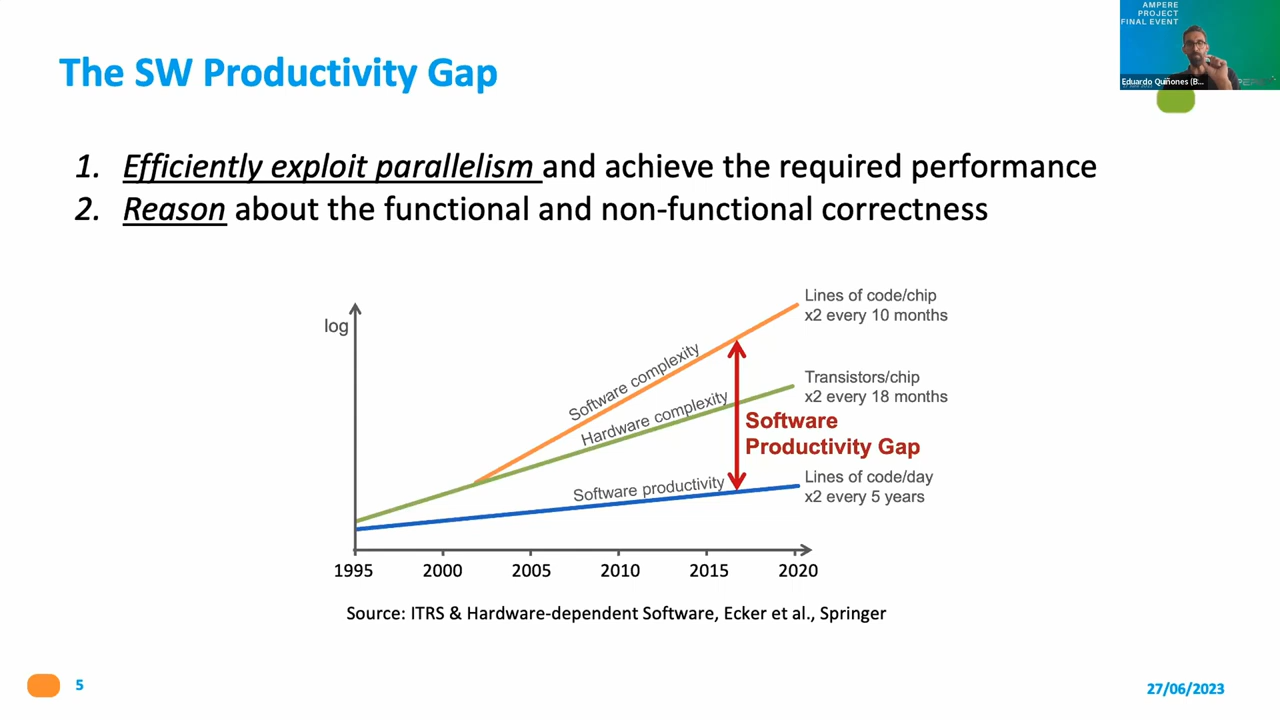 AMPERE
PROJECT
FINAL EVENT
Eduardo Quiñones (B...
The SW Productivity Gap
1. Efficiently exploit parallelism and achieve the required performance
2. Reason about the functional and non-functional correctness
log
Lines of code/chip
x2 every 10 months
Software complexity
Transistors/chip
x2 every 18 months
Hardware complexity
Software
Productivity Gap
Software productivity
Lines of code/day
x2 every 5 years
1995 2000 2005 2010 2015 2020
Source: ITRS & Hardware-dependent Software, Ecker et al., Springer
5
27/06/2023